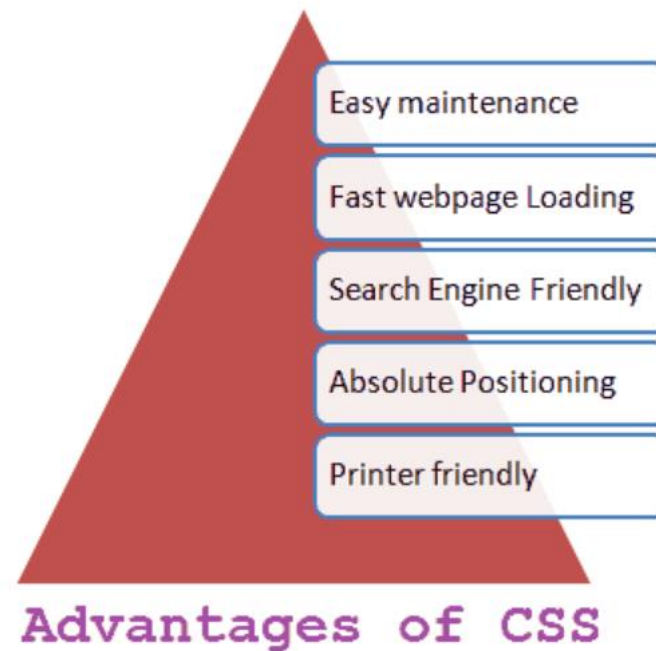 Easy maintenance
Fast webpage Loading
Search Engine Friendly
Absolute Positioning
Printer friendly
Advantages of CSS